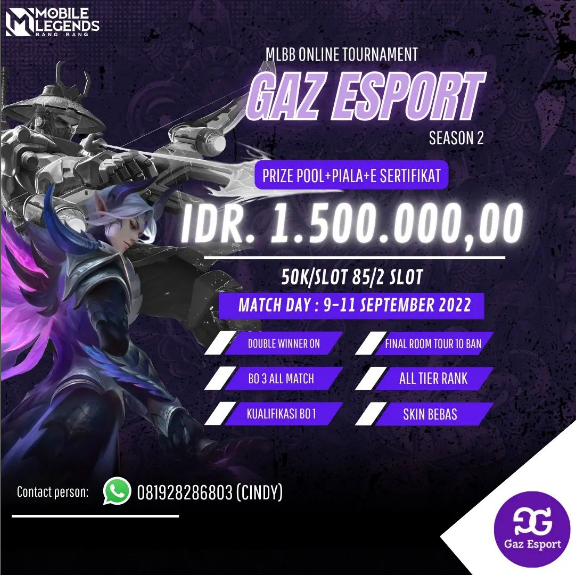 MOBILE
LEGENDS
BANG BANG
MLBB ONLINE TOURNAMENT
GAZ ESPORT
SEASON 2
PRIZE POOL+PIALA+E SERTIFIKAT
IDR. 1.500.000,00
50K/SLOT 85/2 SLOT
MATCH DAY : 9-11 SEPTEMBER 2022
DOUBLE WINNER ON
FINAL ROOM TOUR 10 BAN
BO 3 ALL MATCH
ALL TIER RANK
KUALIFIKASI BO 1
SKIN BEBAS
Contact person:
081928286803 (CINDY)
GG
Gaz Esport